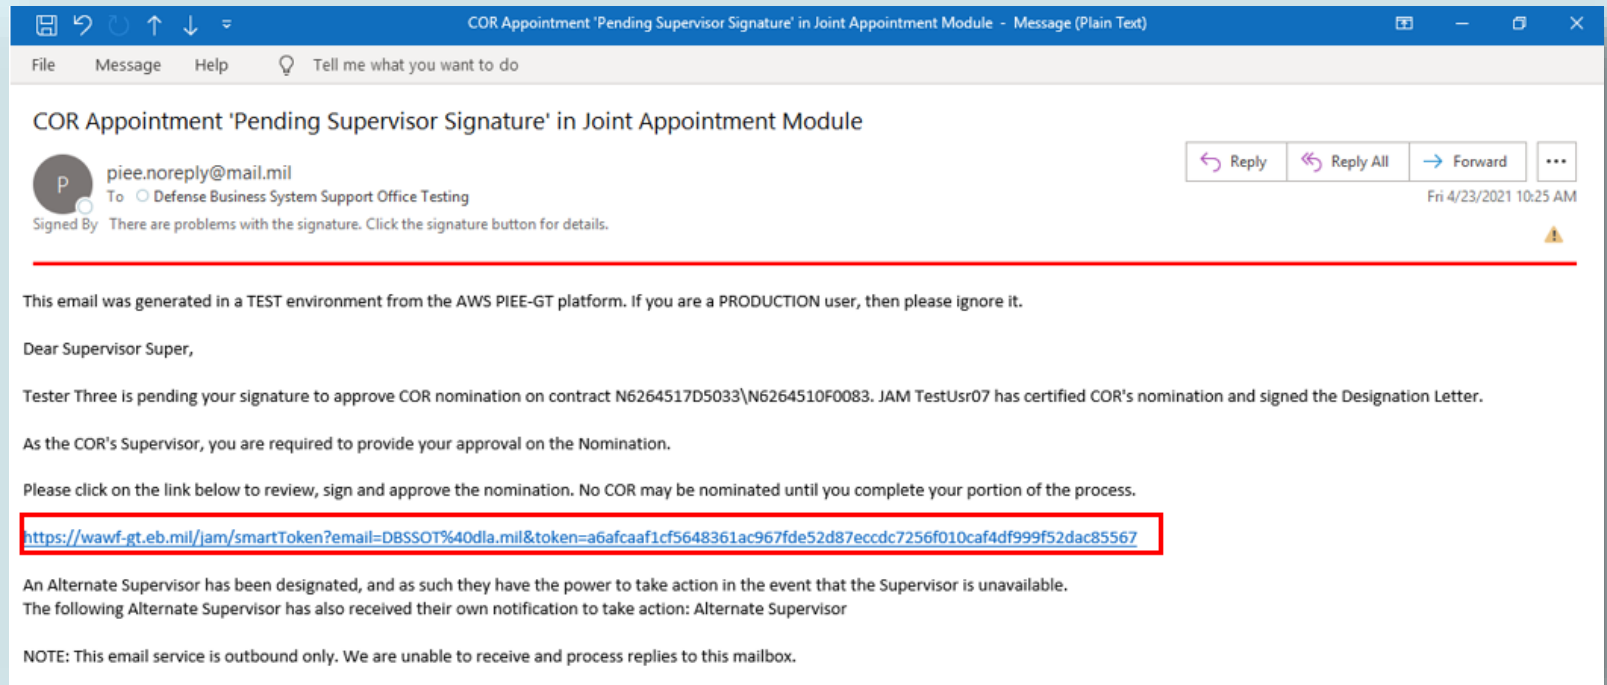 COR Appointment 'Pending Supervisor Signature' in Joint Appointment Module - Message (Plain Text)
File Message Help Tell me what you want to do
COR Appointment 'Pending Supervisor Signature' in Joint Appointment Module
Reply Reply All Forward
P
piee.noreply@mail.mil
To Defense Business System Support Office Testing
Fri 4/23/2021 10:25 AM
Signed By There are problems with the signature. Click the signature button for details.
This email was generated in a TEST environment from the AWS PIEE-GT platform. If you are a PRODUCTION user, then please ignore it.
Dear Supervisor Super,
Tester Three is pending your signature to approve COR nomination on contract N6264517D5033\N6264510F0083. JAM TestUsr07 has certified COR's nomination and signed the Designation Letter.
As the COR's Supervisor, you are required to provide your approval on the Nomination.
Please click on the link below to review, sign and approve the nomination. No COR may be nominated until you complete your portion of the process.
https://wawf-gt.eb.mil/jam/smartToken?email=DBSSOT%40dla.mil&token=a6afcaaf1cf5648361ac967fde52d87eccdc7256f010caf4df999f52dac85567
An Alternate Supervisor has been designated, and as such they have the power to take action in the event that the Supervisor is unavailable.
The following Alternate Supervisor has also received their own notification to take action: Alternate Supervisor
NOTE: This email service is outbound only. We are unable to receive and process replies to this mailbox.